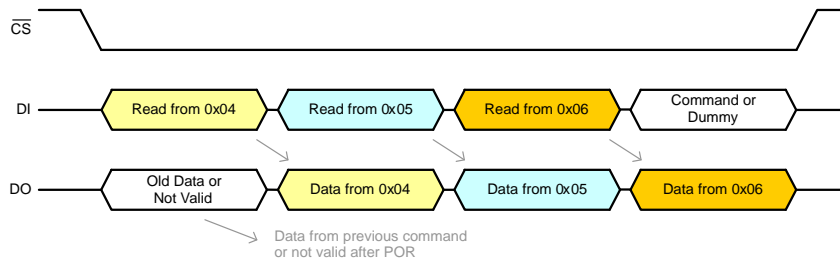 CS
DI
Read from 0x04
Read from 0x05
Read from 0x06
Command or
Dummy
DO
Old Data or
Not Valid
Data from 0x04
Data from 0x05
Data from 0x06
Data from previous command
or not valid after POR